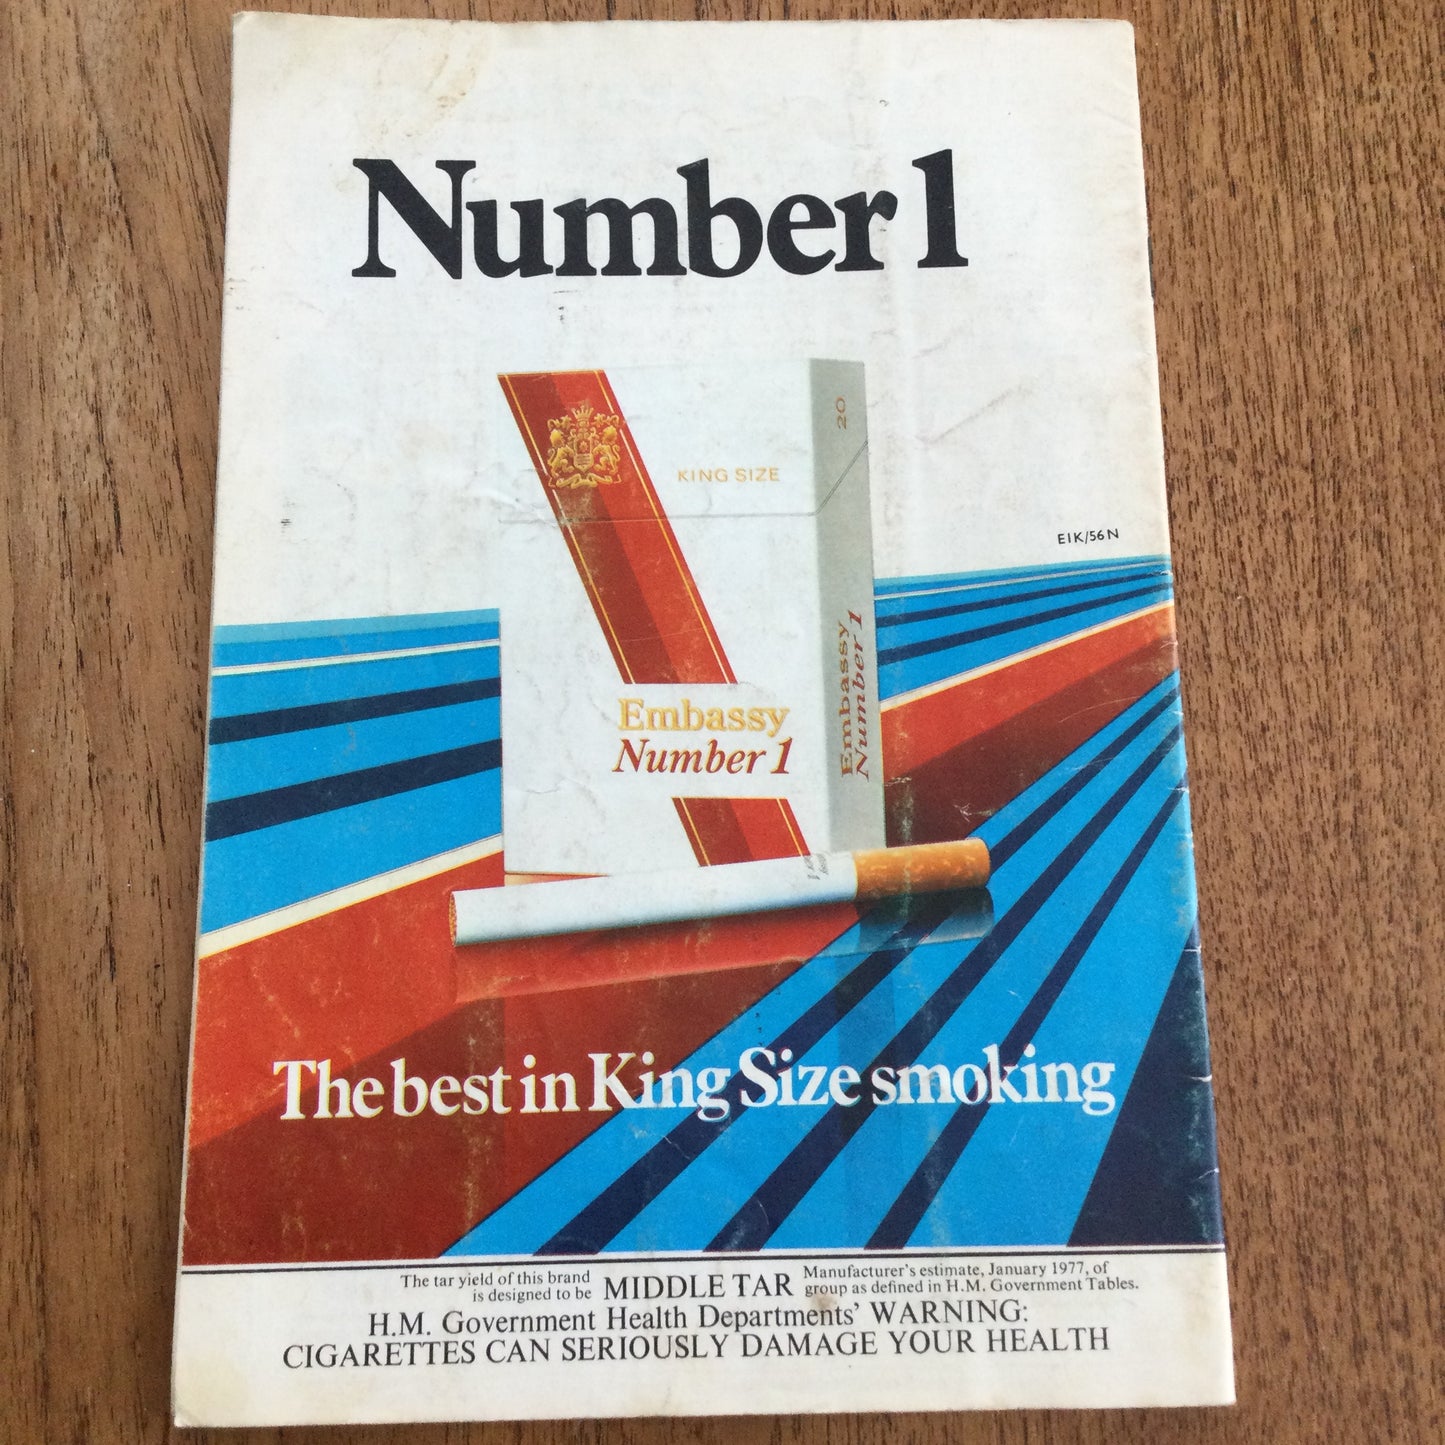 Number 1
KING SIZE
20
EIK/56N
Embassy
Number 1
Embassy
Number 1
The best in King Size smoking
The tar yield of this brand
is designed to be
MIDDLE TAR
Manufacturer's estimate, January 1977, of
group as defined in H.M. Government Tables.
H.M. Government Health Departments' WARNING:
CIGARETTES CAN SERIOUSLY DAMAGE YOUR HEALTH